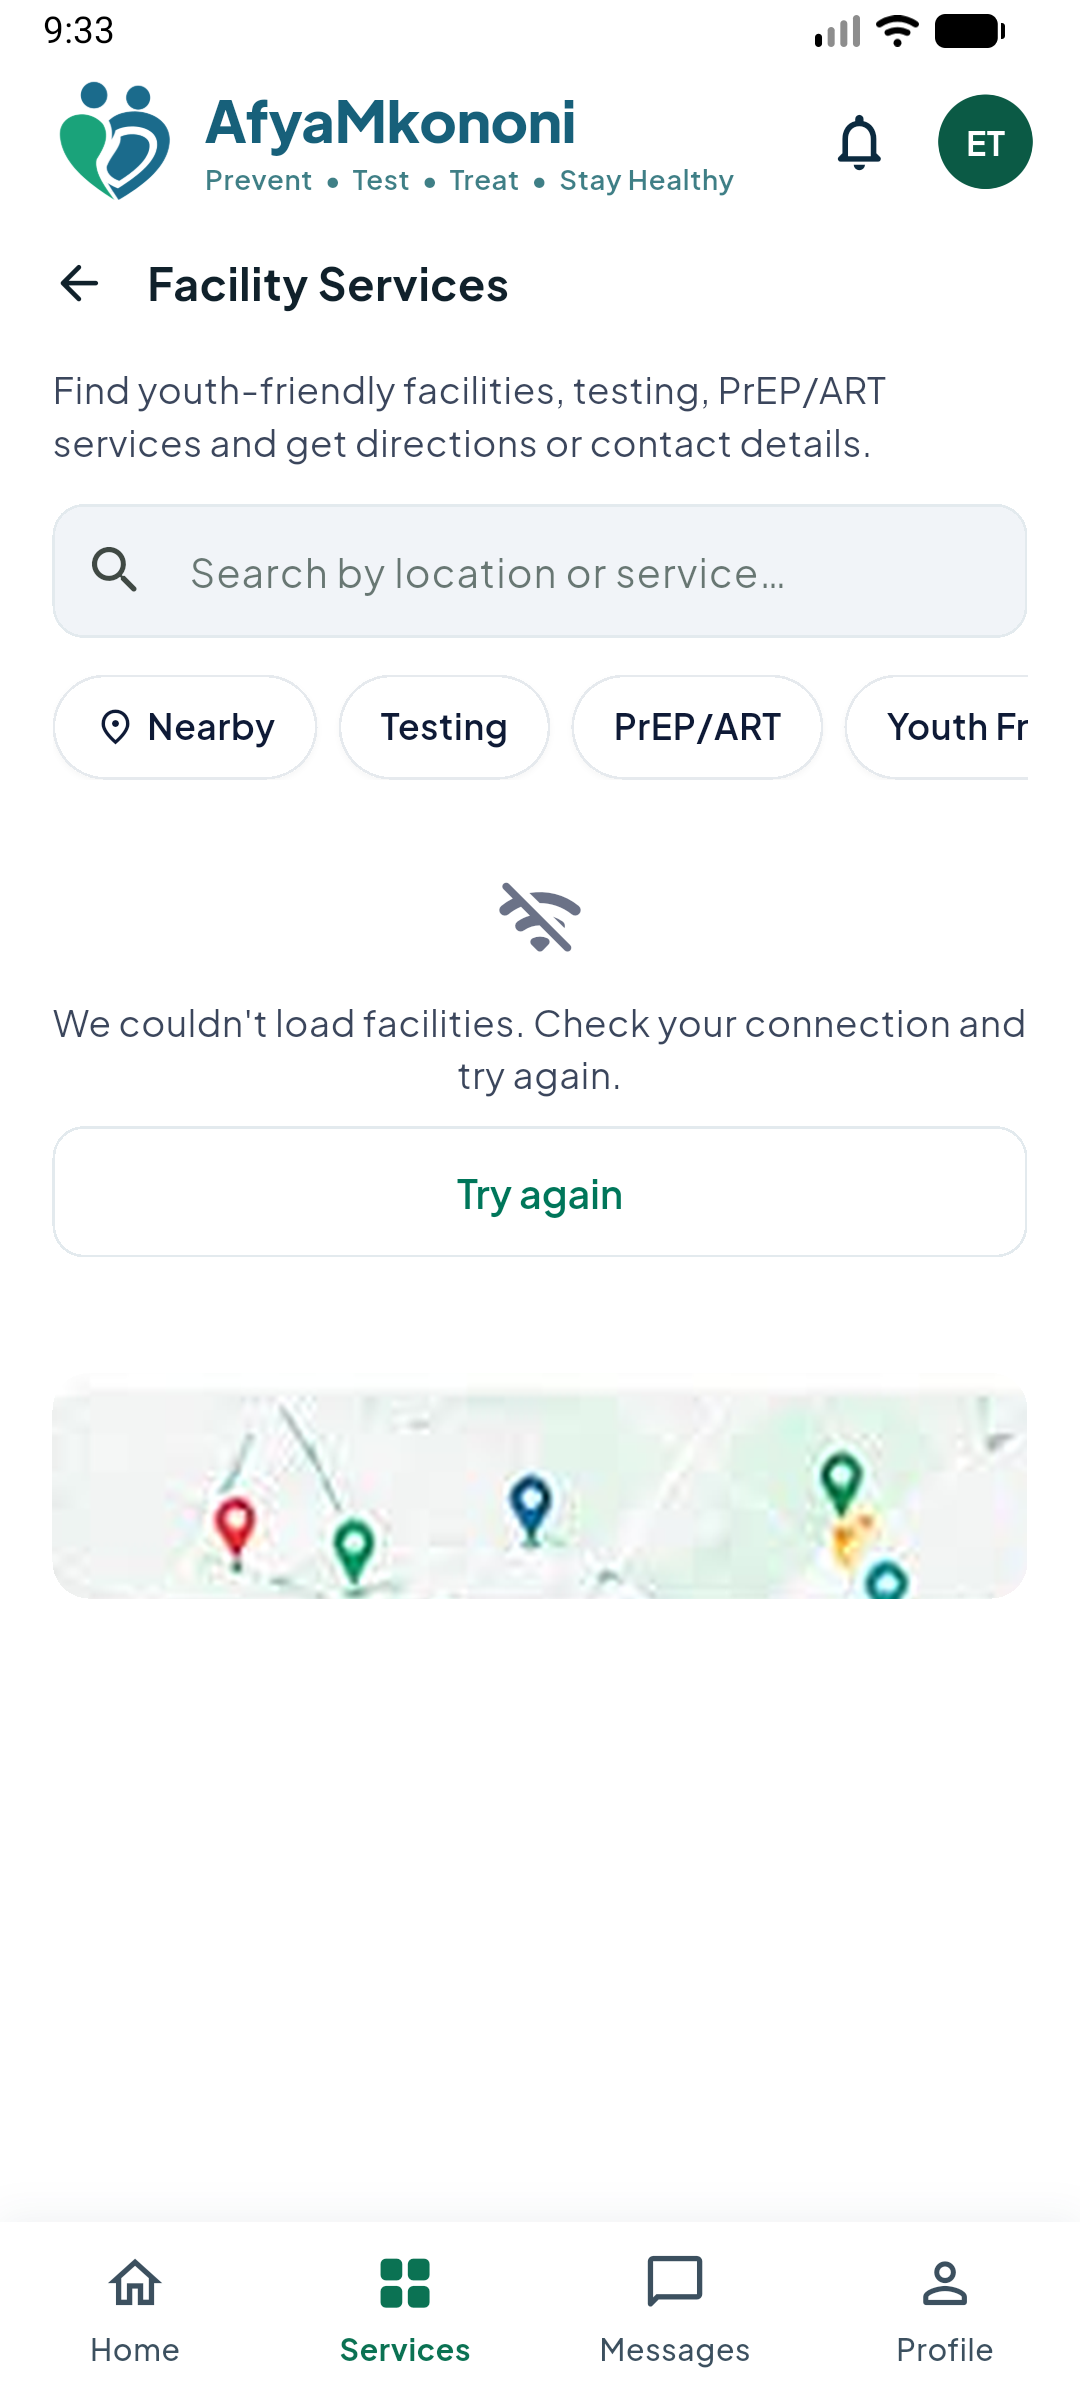 9:33
AfyaMkononi
Prevent • Test • Treat • Stay Healthy
ET
Facility Services
Find youth-friendly facilities, testing, PrEP/ART
services and get directions or contact details.
Search by location or service...
Nearby
Testing
PrEP/ART
Youth Fr
We couldn't load facilities. Check your connection and
try again.
Try again
Home
Services
Messages
Profile